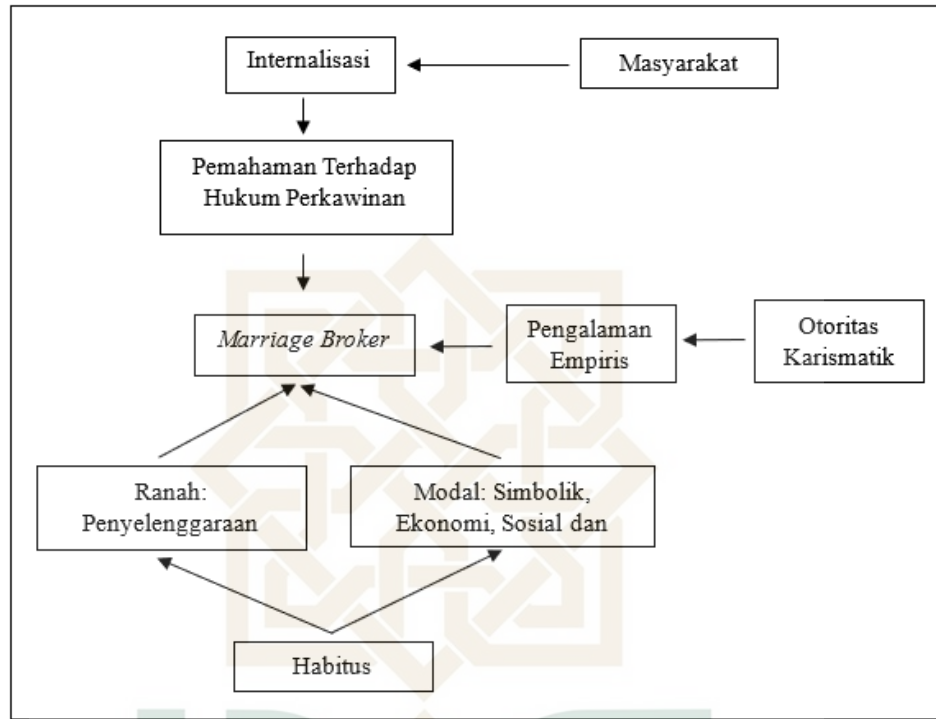 Internalisasi
Masyarakat
Pemahaman Terhadap
Hukum Perkawinan
Marriage Broker
Pengalaman
Empiris
Otoritas
Karismatik
Ranah:
Penyelenggaraan
Modal: Simbolik,
Ekonomi, Sosial dan
Habitus